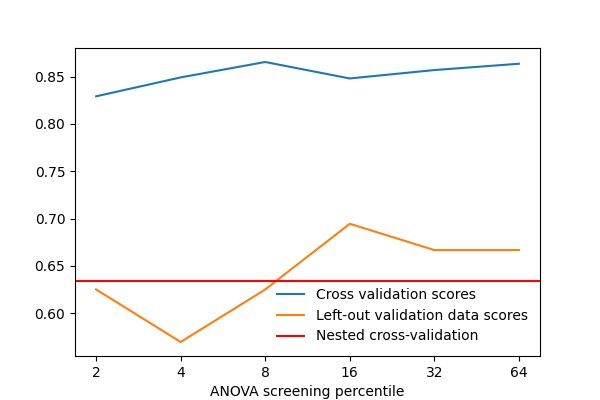 0.85
0.80
0.75
0.70
0.65
0.60
Cross validation scores
Left-out validation data scores
Nested cross-validation
2 4 8 16 32 64
ANOVA screening percentile